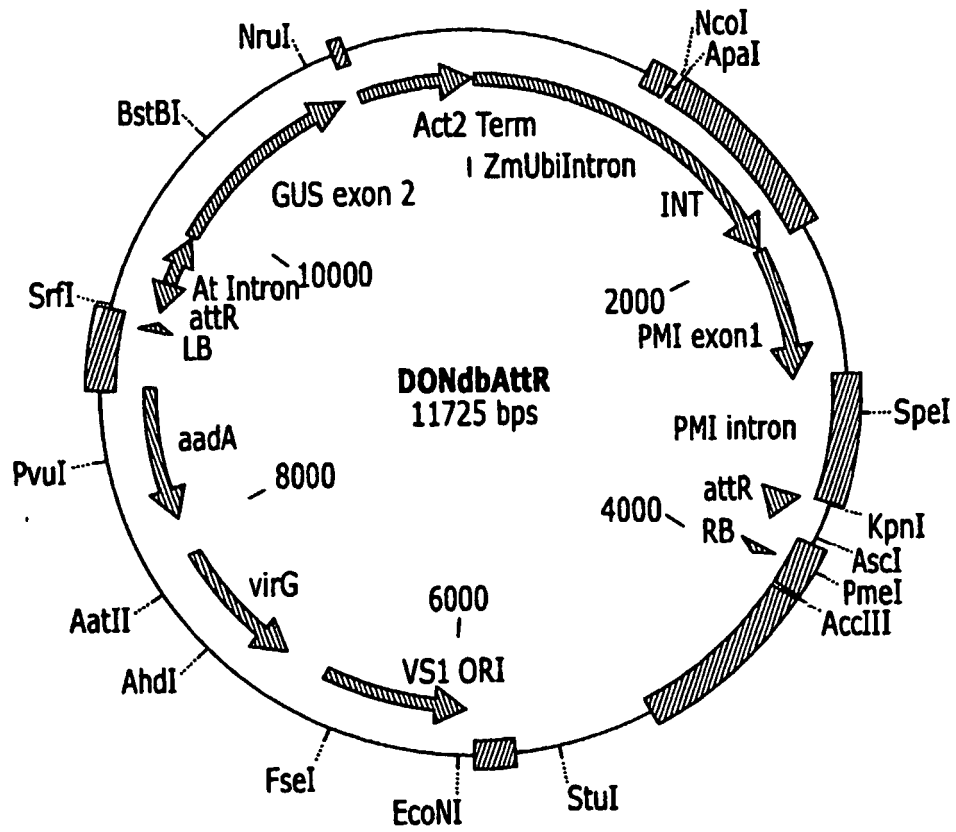 NcoI
ApaI
NruI
BstBI
Act2 Term
ZmUbiIntron
GUS exon 2
INT
10000
At Intron
2000
SrfI
attR
PMI exon1
LB
DONdbAttR
11725 bps
SpeI
PMI intron
aadA
PvuI
8000
attR
4000
RB
KpnI
AscI
PmeI
AccIII
virG
6000
AatII
VS1 ORI
AhdI
FseI
EcoNI
StuI